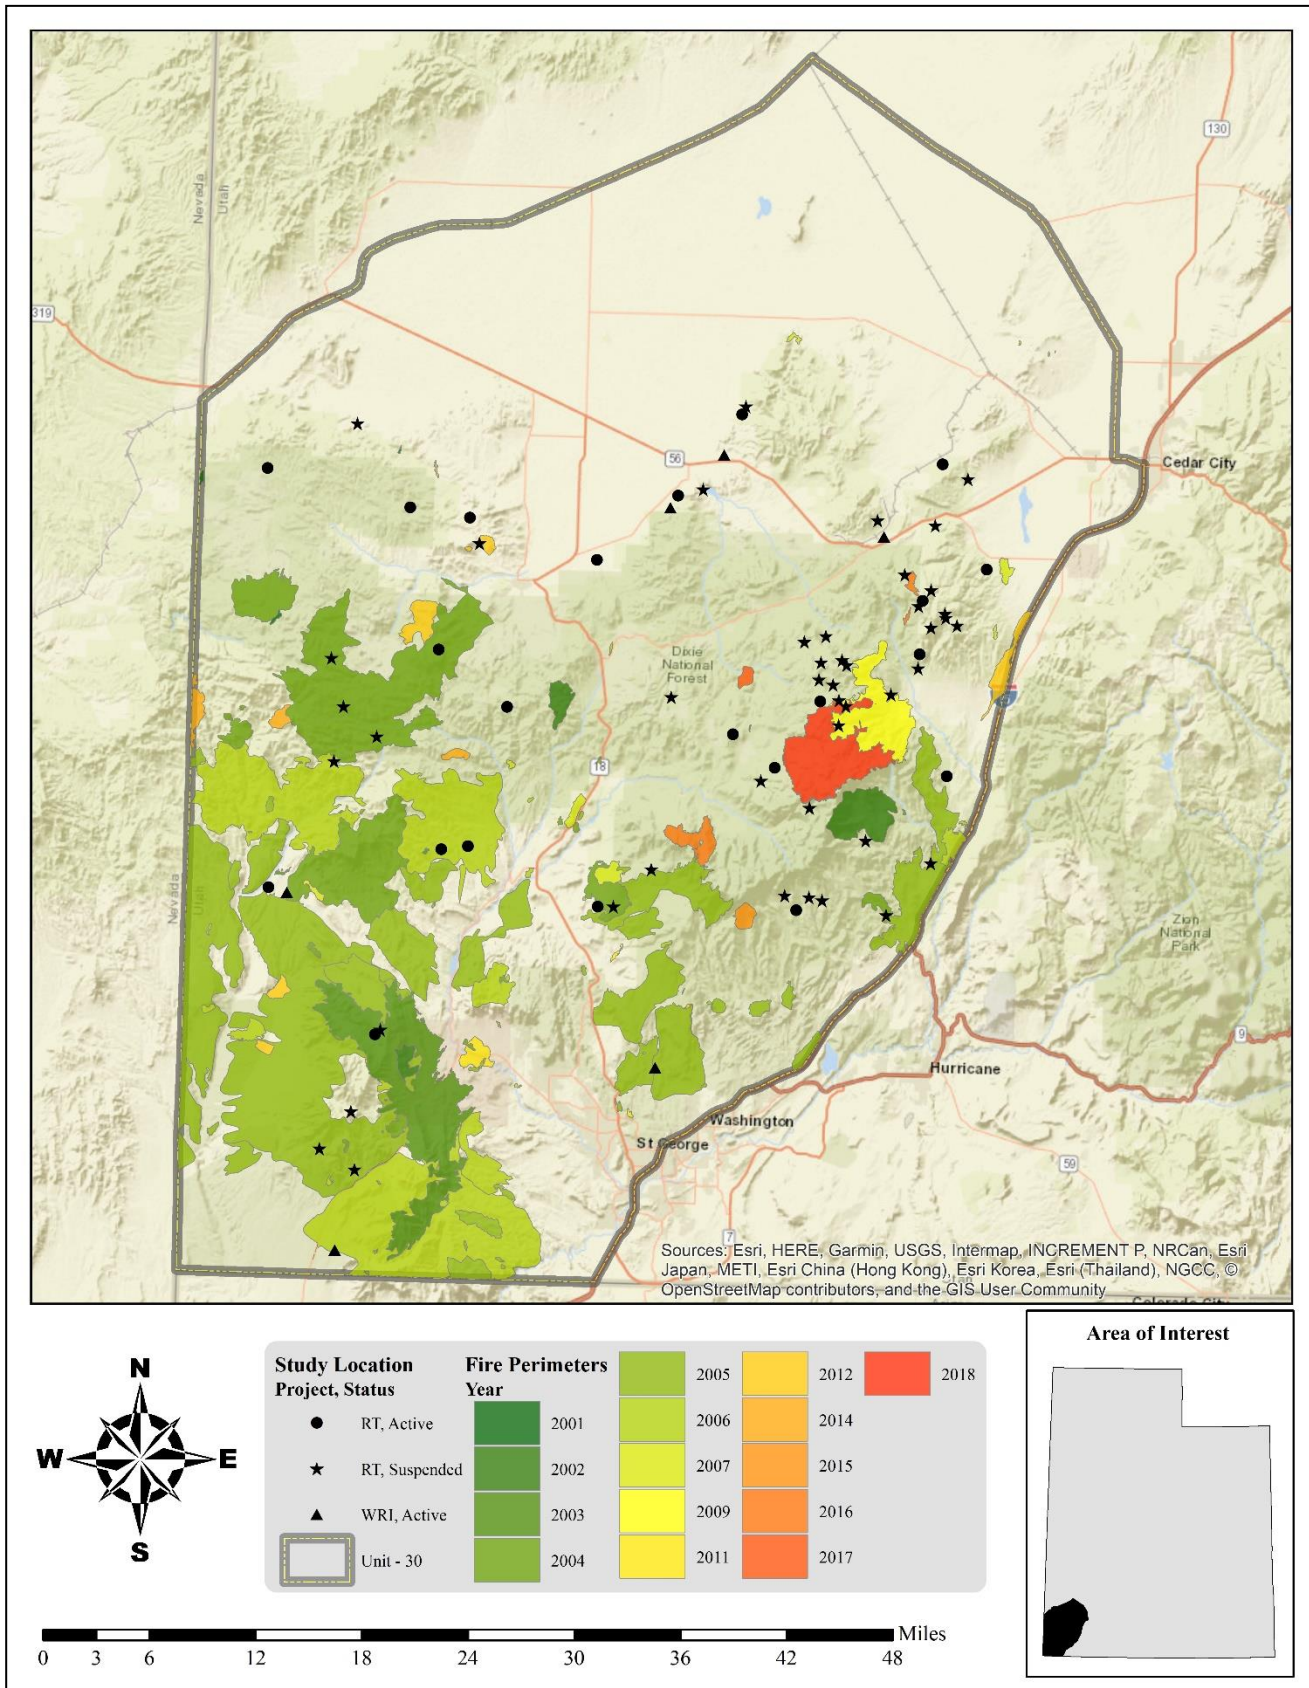 130
Nevada
Utah
319
56
Cedar City
Dixie
National
Forest
18
Nevada
Utah
Zion
National
Park
9
Hurricane
Washington
St George
59
7
Sources: Esri, HERE, Garmin, USGS, Intermap, INCREMENT P, NRCan, Esri
Japan, METI, Esri China (Hong Kong), Esri Korea, Esri (Thailand), NGCC, ©
OpenStreetMap contributors, and the GIS User Community
Colorado City
N
W
E
S
Study Location
Project, Status
RT, Active
RT, Suspended
WRI, Active
Unit - 30
Fire Perimeters
Year
2001
2002
2003
2004
2005
2006
2007
2009
2011
2012
2014
2015
2016
2017
2018
Area of Interest
Miles
0 3 6 12 18 24 30 36 42 48